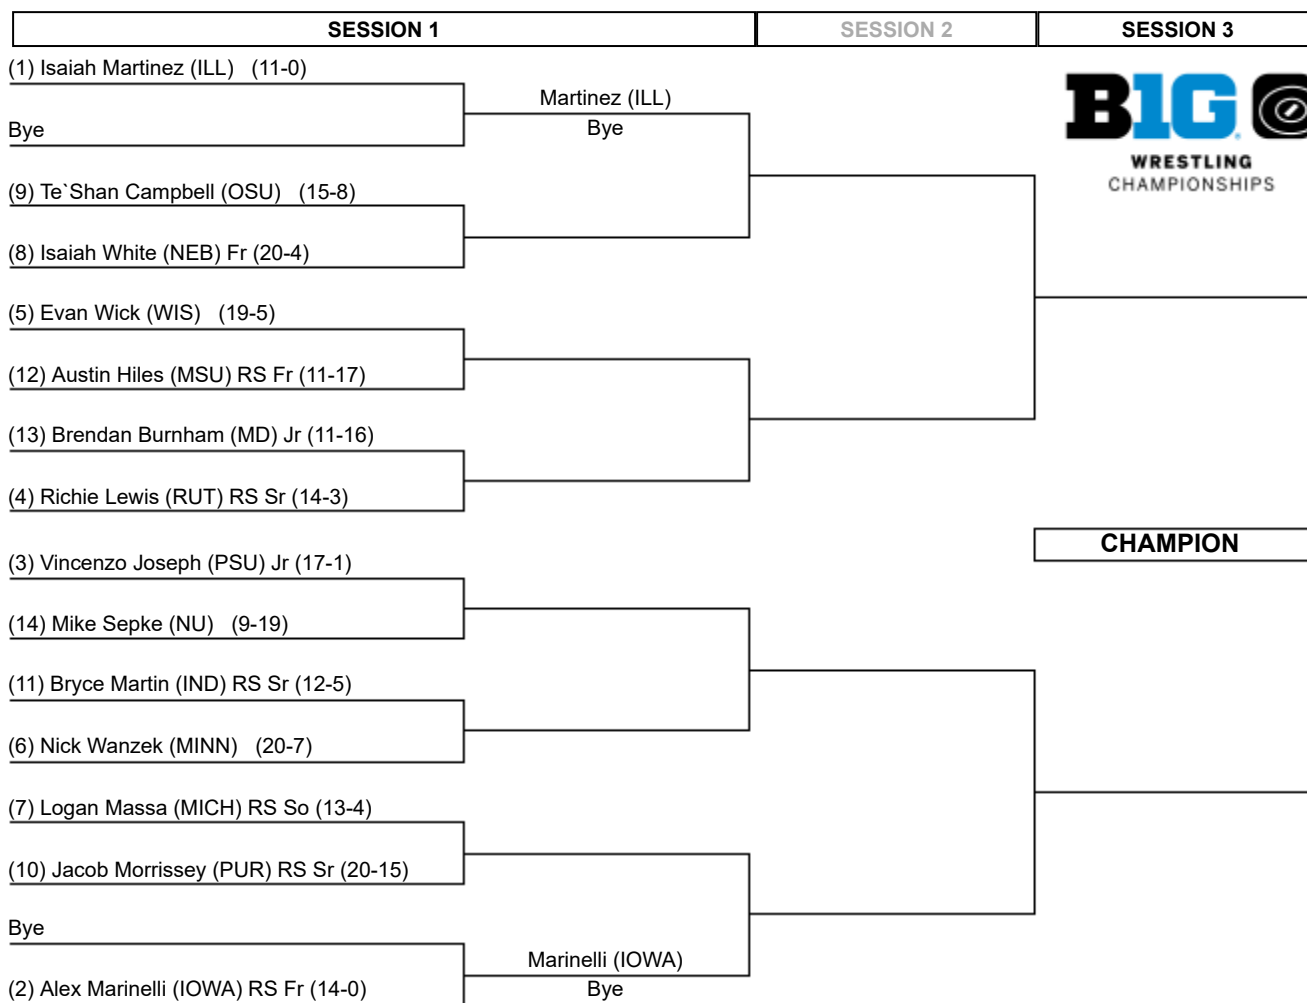 SESSION 1
SESSION 2
SESSION 3
(1) Isaiah Martinez (ILL) (11-0)
Martinez (ILL)
Bye
Bye
B1G
WRESTLING
CHAMPIONSHIPS
(9) Te`Shan Campbell (OSU) (15-8)
(8) Isaiah White (NEB) Fr (20-4)
(5) Evan Wick (WIS) (19-5)
(12) Austin Hiles (MSU) RS Fr (11-17)
(13) Brendan Burnham (MD) Jr (11-16)
(4) Richie Lewis (RUT) RS Sr (14-3)
CHAMPION
(3) Vincenzo Joseph (PSU) Jr (17-1)
(14) Mike Sepke (NU) (9-19)
(11) Bryce Martin (IND) RS Sr (12-5)
(6) Nick Wanzek (MINN) (20-7)
(7) Logan Massa (MICH) RS So (13-4)
(10) Jacob Morrissey (PUR) RS Sr (20-15)
Bye
Marinelli (IOWA)
(2) Alex Marinelli (IOWA) RS Fr (14-0)
Bye